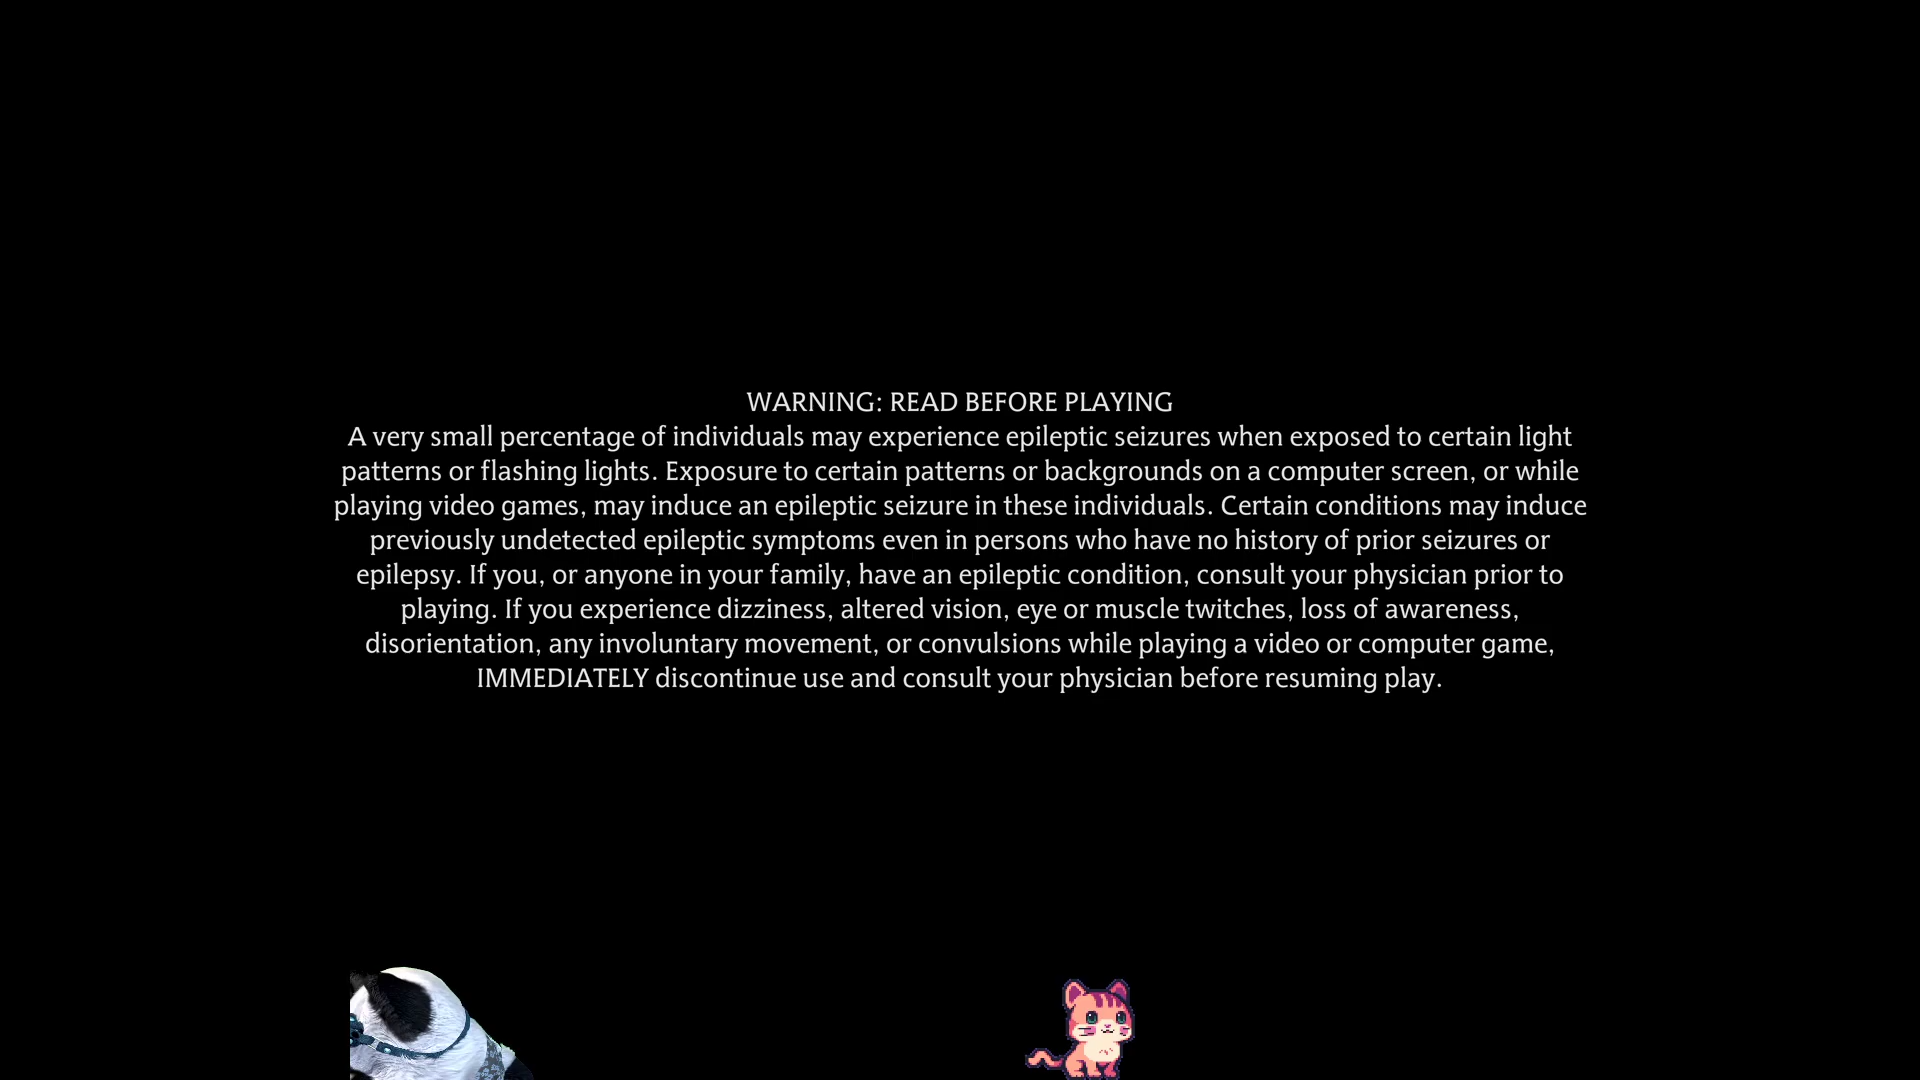 WARNING: READ BEFORE PLAYING
A very small percentage of individuals may experience epileptic seizures when exposed to certain light
patterns or flashing lights. Exposure to certain patterns or backgrounds on a computer screen, or while
playing video games, may induce an epileptic seizure in these individuals. Certain conditions may induce
previously undetected epileptic symptoms even in persons who have no history of prior seizures or
epilepsy. If you, or anyone in your family, have an epileptic condition, consult your physician prior to
playing. If you experience dizziness, altered vision, eye or muscle twitches, loss of awareness,
disorientation, any involuntary movement, or convulsions while playing a video or computer game,
IMMEDIATELY discontinue use and consult your physician before resuming play.